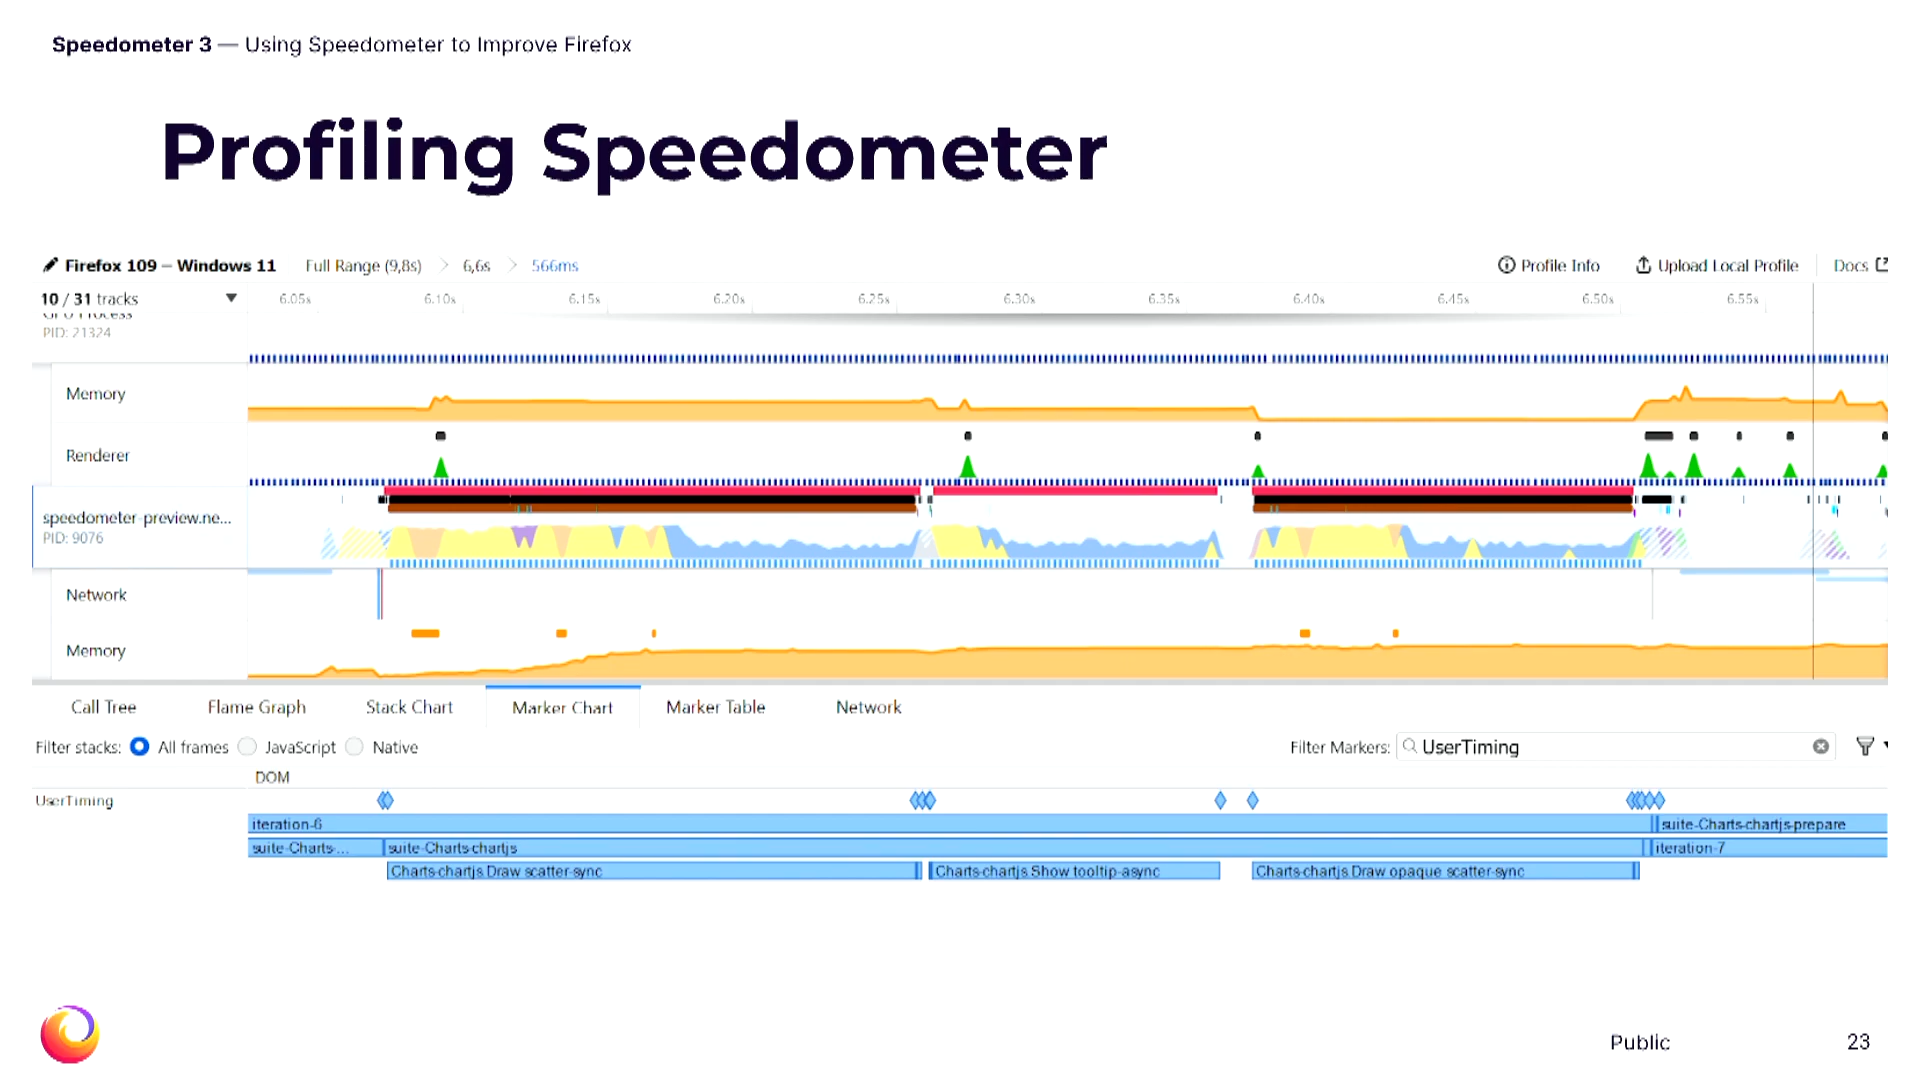 Speedometer 3 — Using Speedometer to Improve Firefox
Profiling Speedometer
Firefox 109 – Windows 11 Full Range (9,8s) 6,6s 566ms Profile Info Upload Local Profile Docs
10 / 31 tracks 6.05s 6.10s 6.15s 6.20s 6.25s 6.30s 6.35s 6.40s 6.45s 6.50s 6.55s
GPU Process
PID: 21324
Memory
Renderer
speedometer-preview.ne...
PID: 9076
Network
Memory
Call Tree Flame Graph Stack Chart Marker Chart Marker Table Network
Filter stacks: All frames JavaScript Native Filter Markers: UserTiming
DOM
UserTiming
iteration-6 suite-Charts-chartjs-prepare
suite-Charts-... suite-Charts-chartjs iteration-7
Charts-chartjs.Draw scatter-sync Charts-chartjs.Show tooltip-async Charts-chartjs.Draw opaque scatter-sync
Public 23